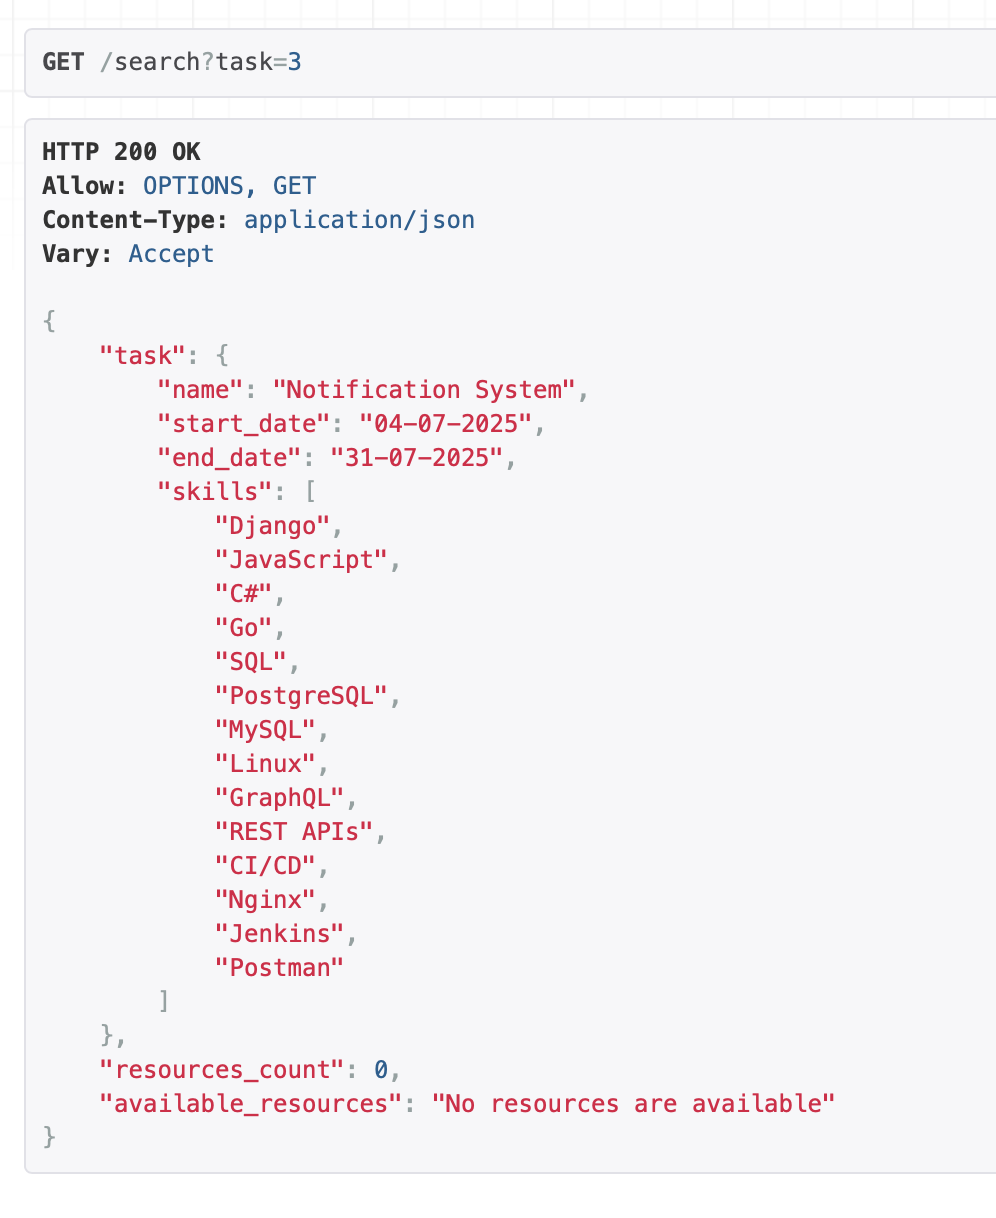 GET /search?task=3
HTTP 200 OK
Allow: OPTIONS, GET
Content-Type: application/json
Vary: Accept
{
"task": {
"name": "Notification System",
"start_date": "04-07-2025",
"end_date": "31-07-2025",
"skills": [
"Django",
"JavaScript",
"C#",
"Go",
"SQL",
"PostgreSQL",
"MySQL",
"Linux",
"GraphQL",
"REST APIs",
"CI/CD",
"Nginx",
"Jenkins",
"Postman"
]
},
"resources_count": 0,
"available_resources": "No resources are available"
}